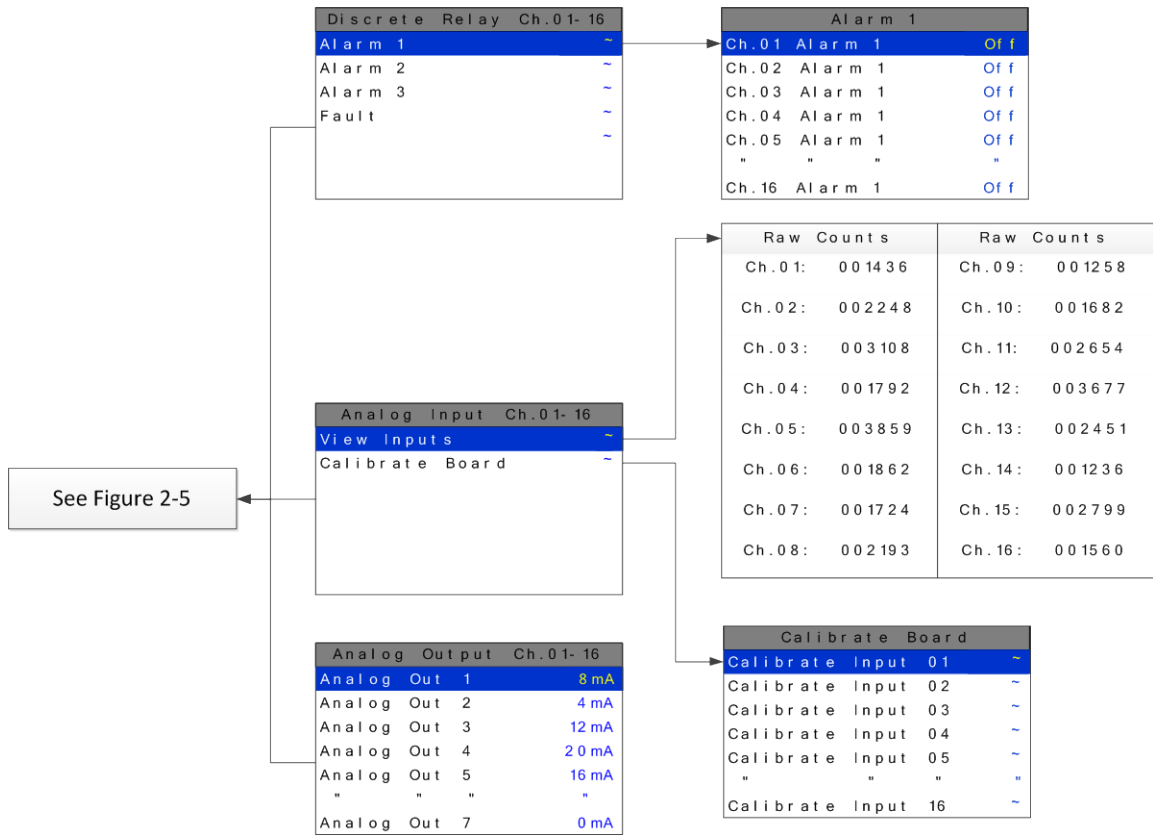 Discrete Relay Ch.01-16
Alarm 1 ~
Alarm 2 ~
Alarm 3 ~
Fault ~
~
Alarm 1
Ch.01 Alarm 1 Off
Ch.02 Alarm 1 Off
Ch.03 Alarm 1 Off
Ch.04 Alarm 1 Off
Ch.05 Alarm 1 Off
" " " "
Ch.16 Alarm 1 Off
Raw Counts Raw Counts
Ch.01: 001436 Ch.09: 001258
Ch.02: 002248 Ch.10: 001682
Ch.03: 003108 Ch.11: 002654
Ch.04: 001792 Ch.12: 003677
Ch.05: 003859 Ch.13: 002451
Ch.06: 001862 Ch.14: 001236
Ch.07: 001724 Ch.15: 002799
Ch.08: 002193 Ch.16: 001560
Analog Input Ch.01-16
View Inputs ~
Calibrate Board ~
See Figure 2-5
Analog Output Ch.01-16
Analog Out 1 8 mA
Analog Out 2 4 mA
Analog Out 3 12 mA
Analog Out 4 20 mA
Analog Out 5 16 mA
" " " "
Analog Out 7 0 mA
Calibrate Board
Calibrate Input 01 ~
Calibrate Input 02 ~
Calibrate Input 03 ~
Calibrate Input 04 ~
Calibrate Input 05 ~
" " " "
Calibrate Input 16 ~